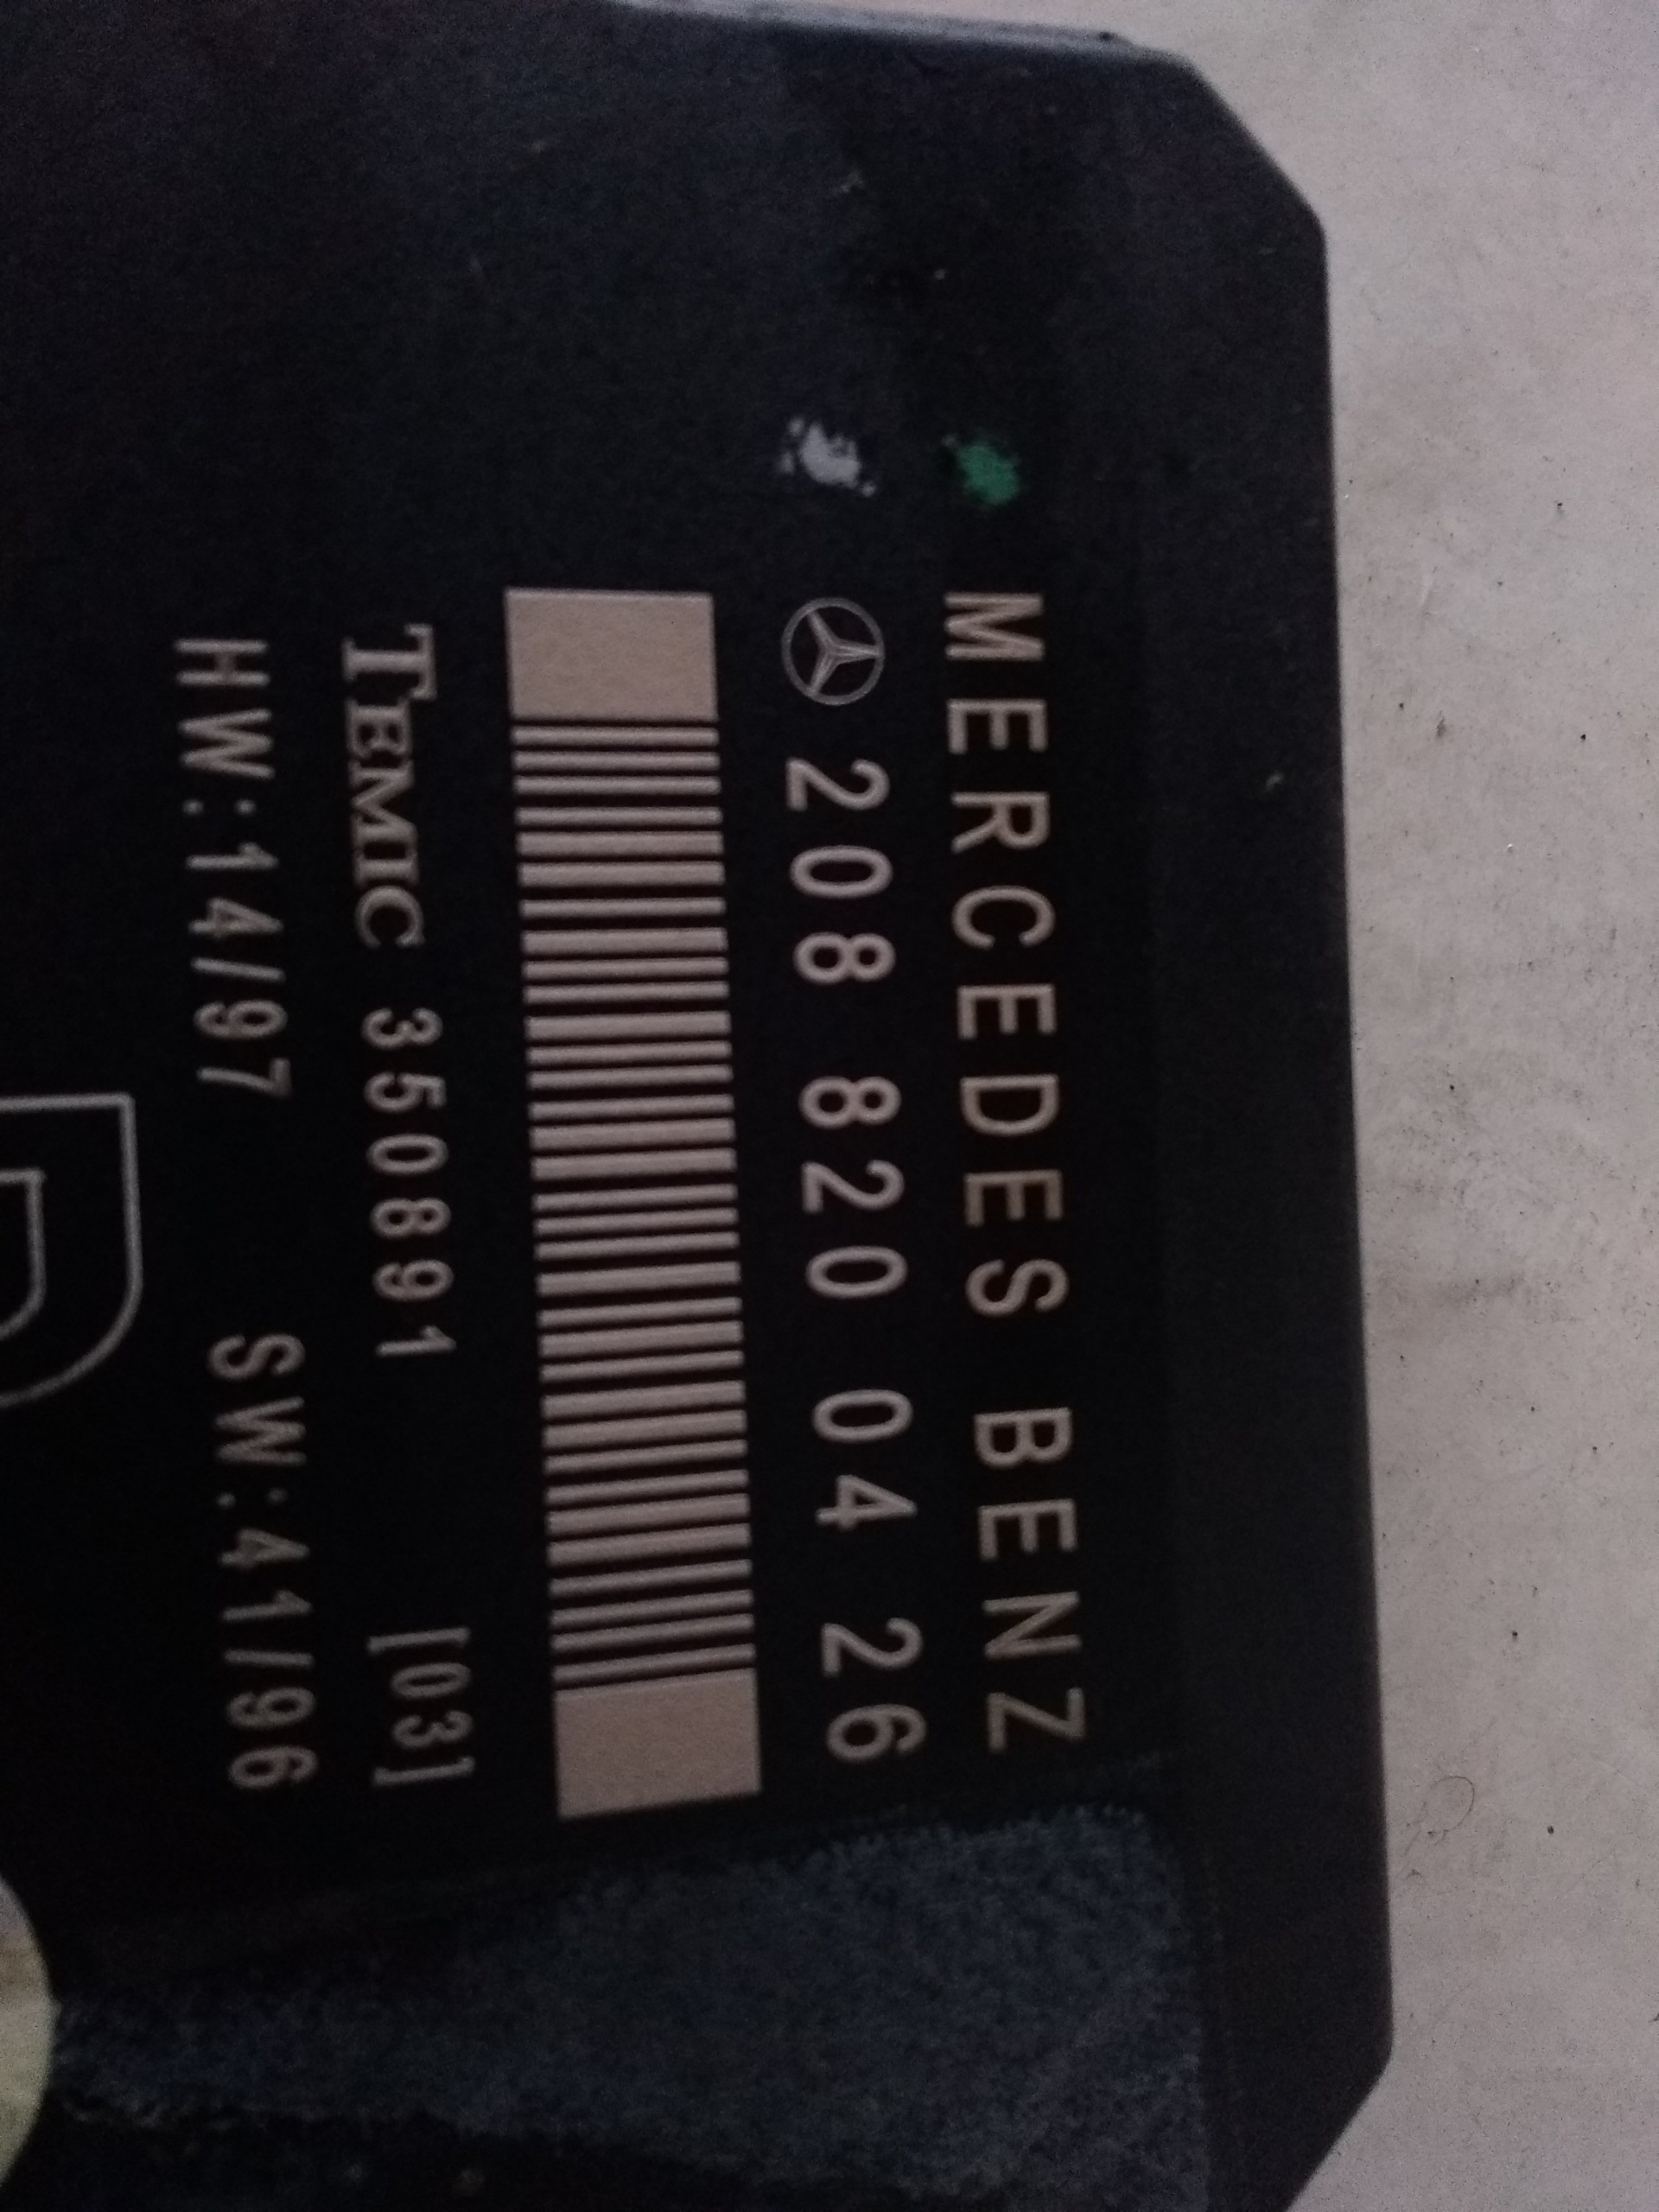 MERCEDES BENZ
208 820 04 26
TEMIC 350891 [03]
HW:14/97 SW:41/96